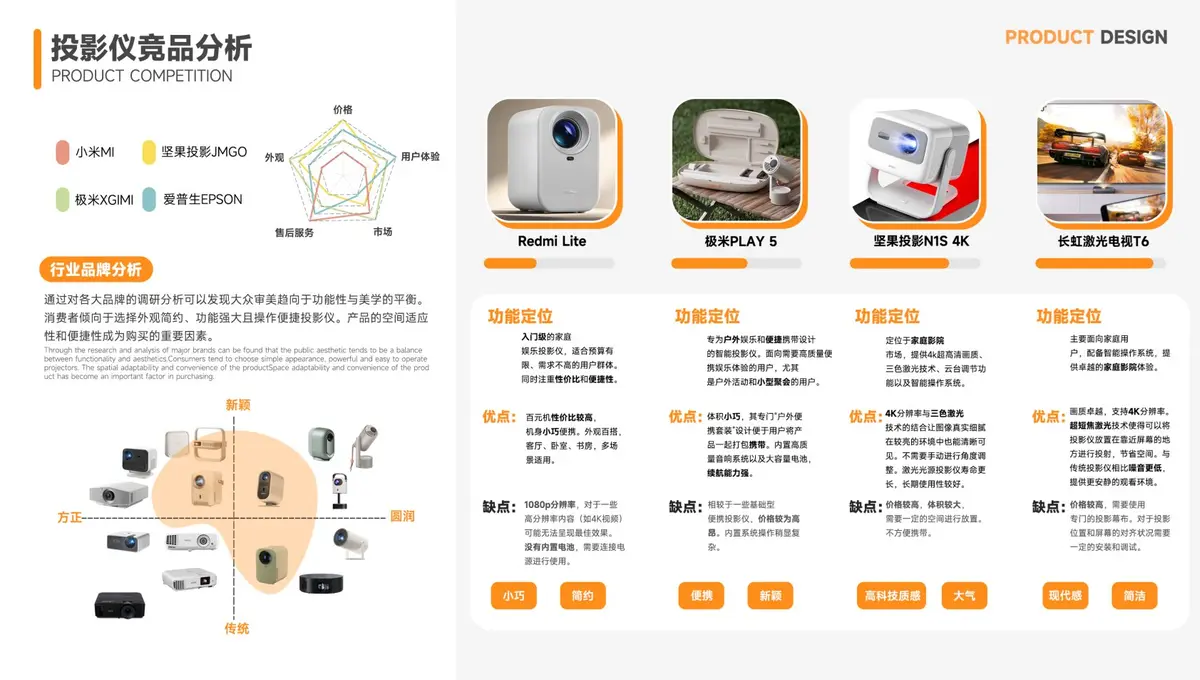 投影仪竞品分析
PRODUCT COMPETITION
PRODUCT DESIGN
小米MI
坚果投影JMGO
极米XGIMI
爱普生EPSON
价格
外观
用户体验
售后服务
市场
行业品牌分析
通过对各大品牌的调研分析可以发现大众审美趋向于功能性与美学的平衡。
消费者倾向于选择外观简约、功能强大且操作便捷投影仪。产品的空间适应
性和便捷性成为购买的重要因素。
Through the research and analysis of major brands can be found that the public aesthetic tends to be a balance
between functionality and aesthetics.Consumers tend to choose simple appearance, powerful and easy to operate
projectors. The spatial adaptability and convenience of the productSpace adaptability and convenience of the prod
uct has become an important factor in purchasing.
新颖
方正
圆润
传统
Redmi Lite
功能定位
入门级的家庭
娱乐投影仪，适合预算有
限、需求不高的用户群体。
同时注重性价比和便捷性。
优点：
百元机性价比较高，
机身小巧便携。外观百搭，
客厅、卧室、书房，多场
景适用。
缺点：
1080p分辨率，对于一些
高分辨率内容（如4K视频）
可能无法呈现最佳效果。
没有内置电池，需要连接电
源进行使用。
小巧
简约
极米PLAY 5
功能定位
专为户外娱乐和便捷携带设计
的智能投影仪。面向需要高质量便
携娱乐体验的用户，尤其
是户外活动和小型聚会的用户。
优点：
体积小巧，其专门“户外便
携套装”设计便于用户将产
品一起打包携带。内置高质
量音响系统以及大容量电池，
续航能力强。
缺点：
相较于一些基础型
便携投影仪，价格较为高
昂。内置系统操作稍显复
杂。
便携
新颖
坚果投影N1S 4K
功能定位
定位于家庭影院
市场，提供4k超高清画质、
三色激光技术、云台调节功
能以及智能操作系统。
优点：
4K分辨率与三色激光
技术的结合让图像真实细腻
在较亮的环境中也能清晰可
见。不需要手动进行角度调
整。激光光源投影仪寿命更
长，长期使用性较好。
缺点：
价格较高，体积较大，
需要一定的空间进行放置。
不方便携带。
高科技质感
大气
长虹激光电视T6
功能定位
主要面向家庭用
户，配备智能操作系统，提
供卓越的家庭影院体验。
优点：
画质卓越，支持4K分辨率。
超短焦激光技术使得可以将
投影仪放置在靠近屏幕的地
方进行投射，节省空间。与
传统投影仪相比噪音更低，
提供更安静的观看环境。
缺点：
价格较高，需要使用
专门的投影幕布。对于投影
位置和屏幕的对齐状况需要
一定的安装和调试。
现代感
简洁